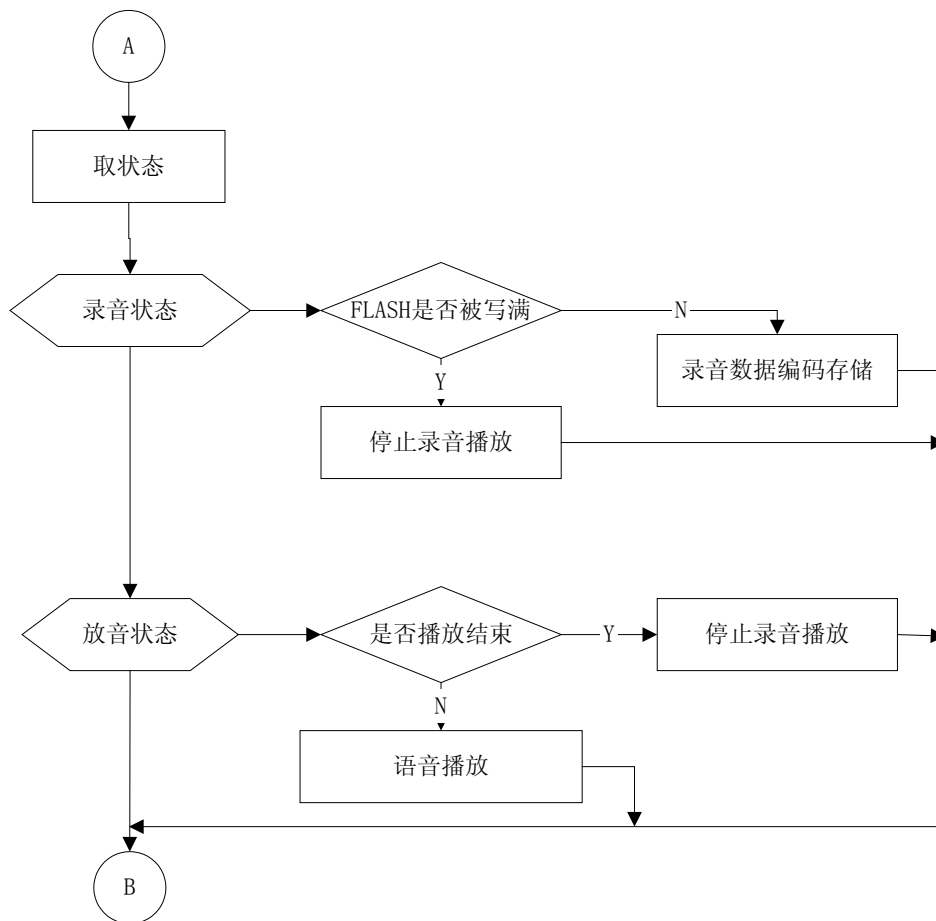 A
取状态
录音状态
FLASH是否被写满
N
录音数据编码存储
Y
停止录音播放
放音状态
是否播放结束
Y
停止录音播放
N
语音播放
B